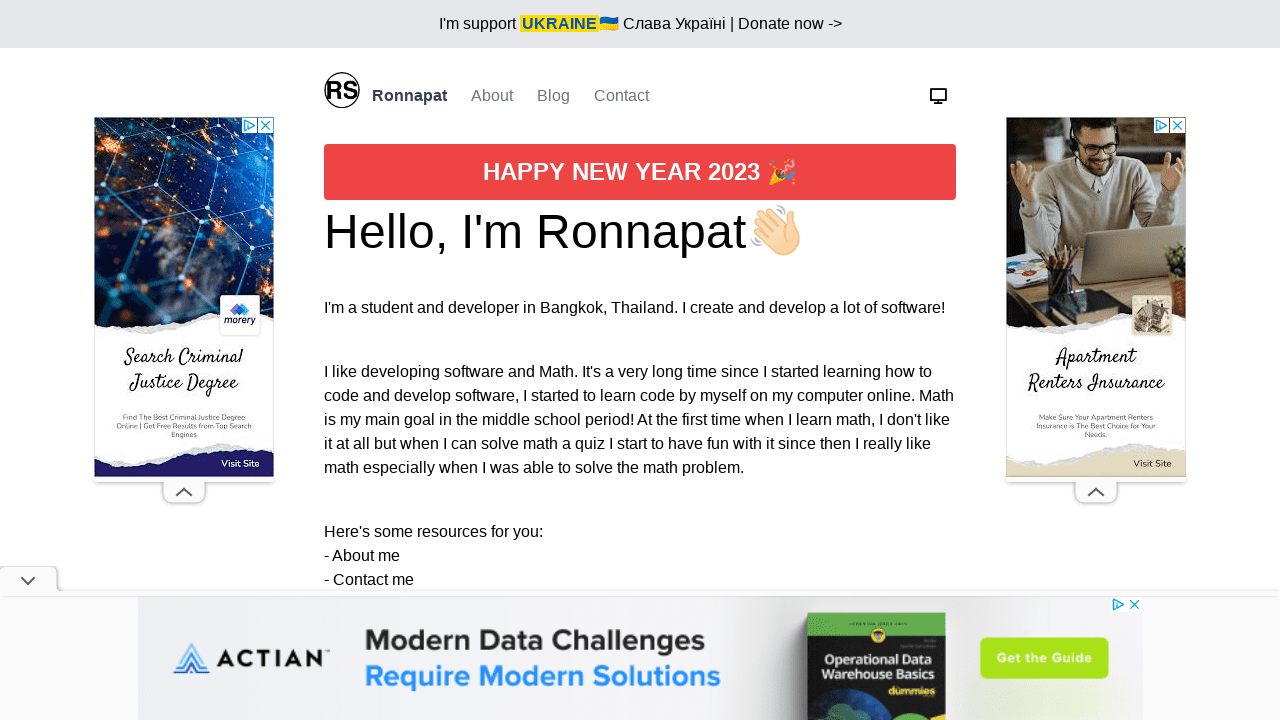 I'm support UKRAINE🇺🇦 Слава Україні | Donate now ->
RS Ronnapat About Blog Contact
HAPPY NEW YEAR 2023 🎉
Hello, I'm Ronnapat👋🏻
I'm a student and developer in Bangkok, Thailand. I create and develop a lot of software!
I like developing software and Math. It's a very long time since I started learning how to
code and develop software, I started to learn code by myself on my computer online. Math
is my main goal in the middle school period! At the first time when I learn math, I don't like
it at all but when I can solve math a quiz I start to have fun with it since then I really like
math especially when I was able to solve the math problem.
Here's some resources for you:
- About me
- Contact me
morery
Search Criminal
Justice Degree
Find The Best Criminal Justice Degree
Online | Get Free Results from Top Search
Engines
Visit Site
Apartment
Renters Insurance
Make Sure Your Apartment Renters
Insurance is The Best Choice for Your
Needs.
Visit Site
ACTIAN
Modern Data Challenges
Require Modern Solutions
Operational Data
Warehouse Basics
dummies
Get the Guide